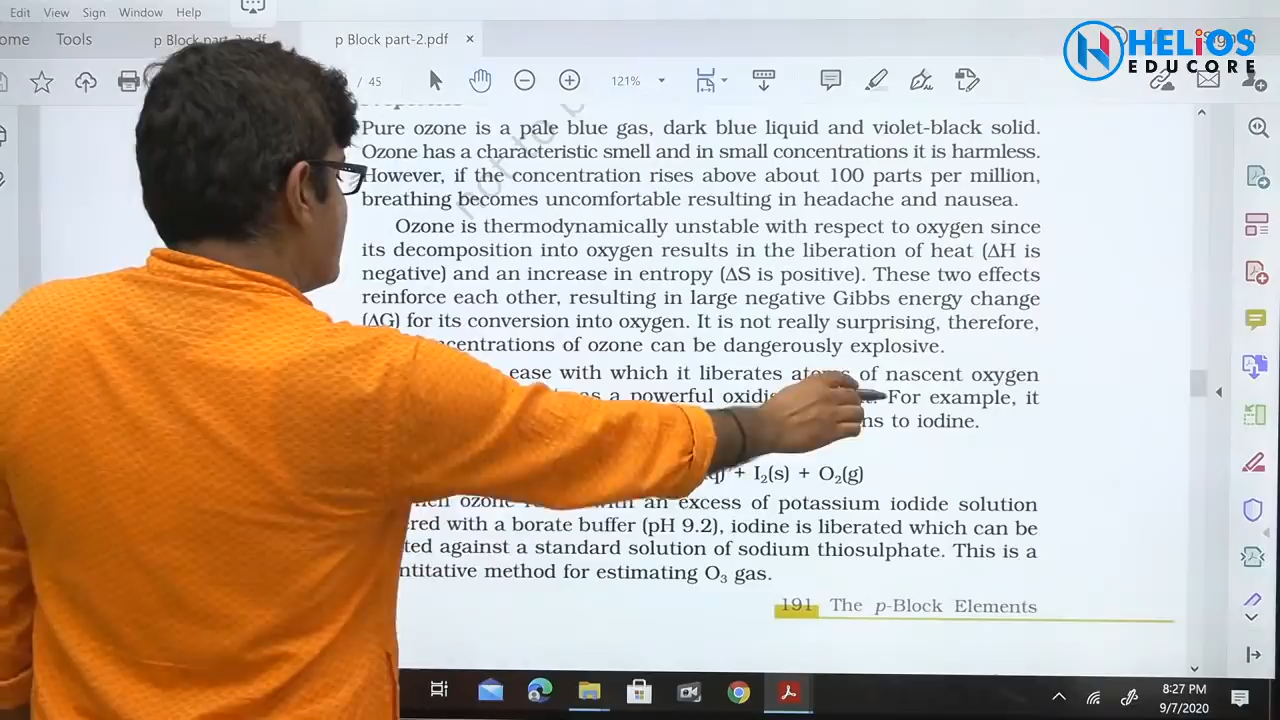 Edit View Sign Window Help
HELiOS
EDUCORE
ome Tools p Block part-2.pdf ×
/ 45 121%
Pure ozone is a pale blue gas, dark blue liquid and violet-black solid.
Ozone has a characteristic smell and in small concentrations it is harmless.
However, if the concentration rises above about 100 parts per million,
breathing becomes uncomfortable resulting in headache and nausea.
Ozone is thermodynamically unstable with respect to oxygen since
its decomposition into oxygen results in the liberation of heat (ΔH is
negative) and an increase in entropy (ΔS is positive). These two effects
reinforce each other, resulting in large negative Gibbs energy change
(ΔG) for its conversion into oxygen. It is not really surprising, therefore,
centrations of ozone can be dangerously explosive.
ease with which it liberates atoms of nascent oxygen
s a powerful oxidis t. For example, it
ns to iodine.
q) + I₂(s) + O₂(g)
ozone with an excess of potassium iodide solution
ered with a borate buffer (pH 9.2), iodine is liberated which can be
ted against a standard solution of sodium thiosulphate. This is a
ntitative method for estimating O₃ gas.
191 The p-Block Elements
8:27 PM
9/7/2020